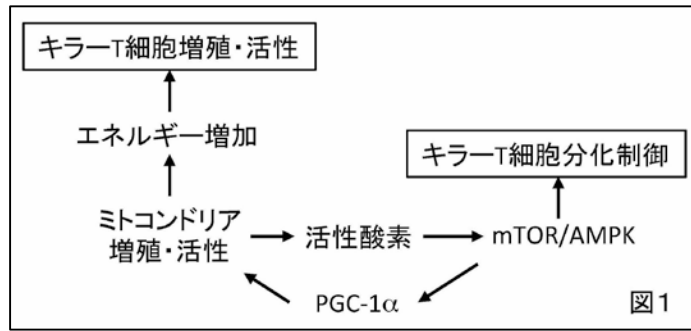 キラーT細胞増殖・活性
エネルギー増加
キラーT細胞分化制御
ミトコンドリア
増殖・活性
活性酸素
mTOR/AMPK
PGC-1α
図1